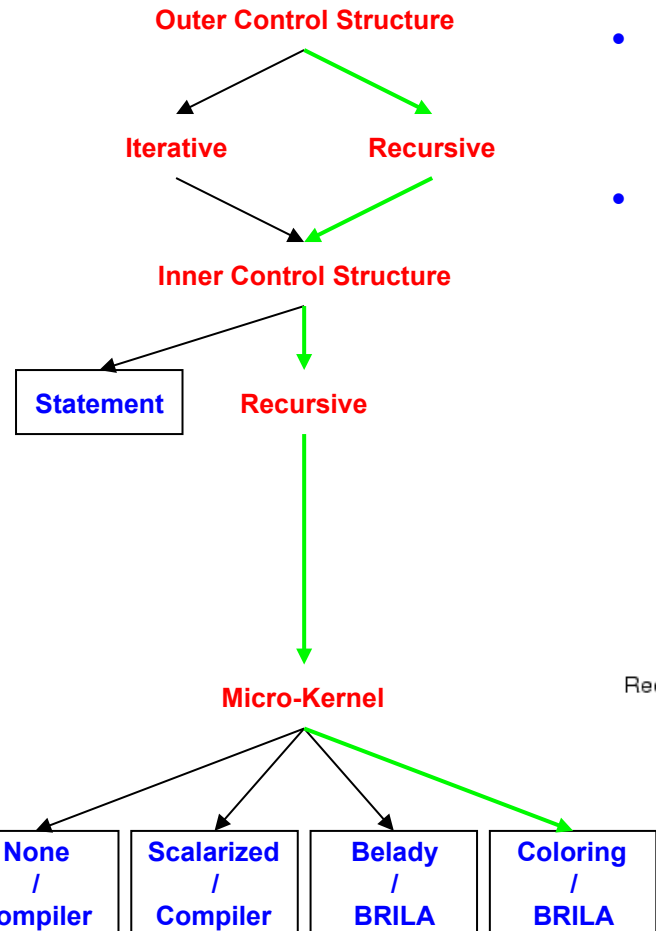 Outer Control Structure
Iterative Recursive
Inner Control Structure
Statement Recursive
Micro-Kernel
None Scalarized Belady Coloring
/ / / /
Compiler BRILA BRILA